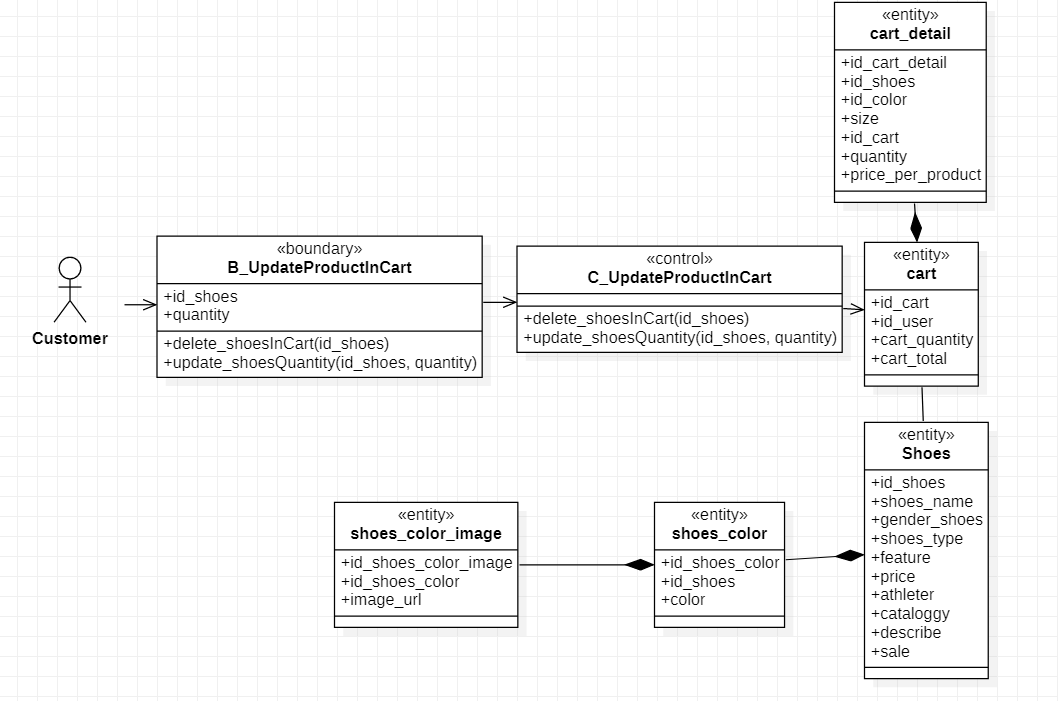 «entity»
cart_detail
+id_cart_detail
+id_shoes
+id_color
+size
+id_cart
+quantity
+price_per_product
Customer
«boundary»
B_UpdateProductInCart
+id_shoes
+quantity
+delete_shoesInCart(id_shoes)
+update_shoesQuantity(id_shoes, quantity)
«control»
C_UpdateProductInCart
+delete_shoesInCart(id_shoes)
+update_shoesQuantity(id_shoes, quantity)
«entity»
cart
+id_cart
+id_user
+cart_quantity
+cart_total
«entity»
shoes_color_image
+id_shoes_color_image
+id_shoes_color
+image_url
«entity»
shoes_color
+id_shoes_color
+id_shoes
+color
«entity»
Shoes
+id_shoes
+shoes_name
+gender_shoes
+shoes_type
+feature
+price
+athleter
+cataloggy
+describe
+sale